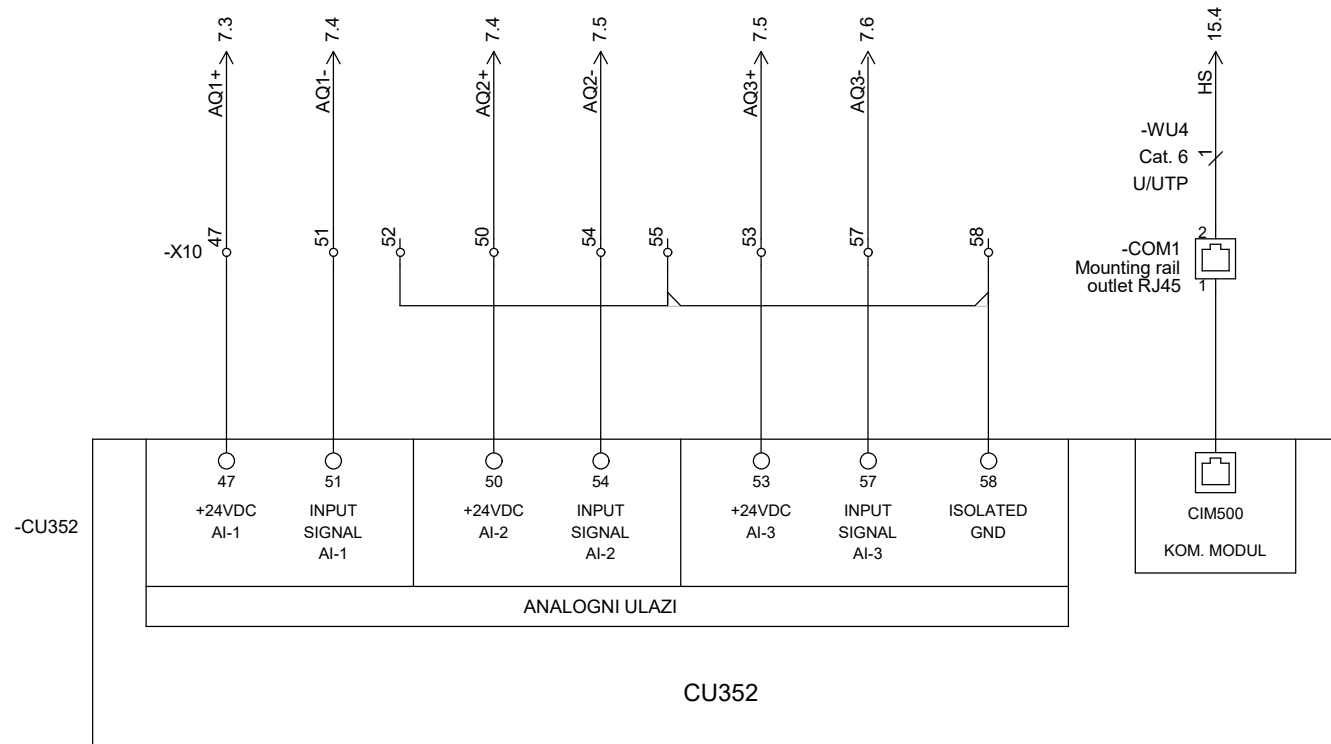 7.3
7.4
7.4
7.5
7.5
7.6
15.4
AQ1+
AQ1-
AQ2+
AQ2-
AQ3+
AQ3-
HS
-WU4
Cat. 6
U/UTP
1
-X10
47
51
52
50
54
55
53
57
58
2
-COM1
Mounting rail
outlet RJ45
1
-CU352
47
+24VDC
AI-1
51
INPUT
SIGNAL
AI-1
50
+24VDC
AI-2
54
INPUT
SIGNAL
AI-2
53
+24VDC
AI-3
57
INPUT
SIGNAL
AI-3
58
ISOLATED
GND
CIM500
KOM. MODUL
ANALOGNI ULAZI
CU352